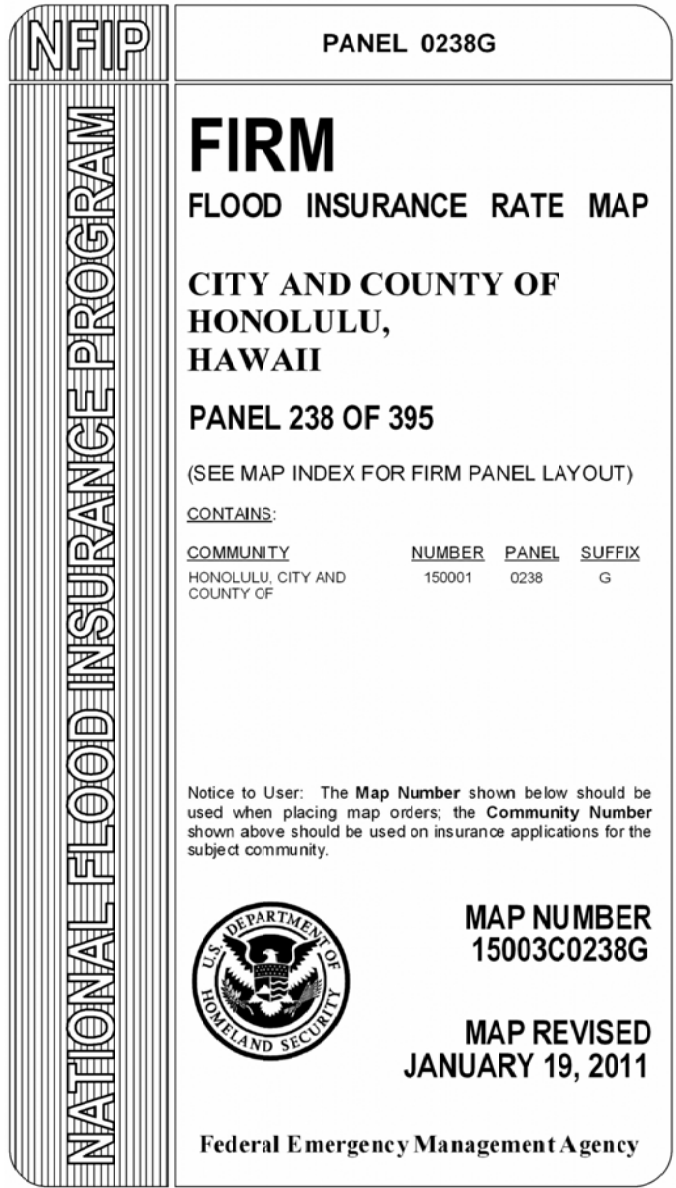 NFIP
PANEL 0238G
NATIONAL FLOOD INSURANCE PROGRAM
FIRM
FLOOD INSURANCE RATE MAP
CITY AND COUNTY OF
HONOLULU,
HAWAII
PANEL 238 OF 395
(SEE MAP INDEX FOR FIRM PANEL LAYOUT)
CONTAINS:
COMMUNITY NUMBER PANEL SUFFIX
HONOLULU, CITY AND 150001 0238 G
COUNTY OF
Notice to User: The Map Number shown below should be
used when placing map orders; the Community Number
shown above should be used on insurance applications for the
subject community.
U.S. DEPARTMENT OF
HOMELAND SECURITY
MAP NUMBER
15003C0238G
MAP REVISED
JANUARY 19, 2011
Federal Emergency Management Agency